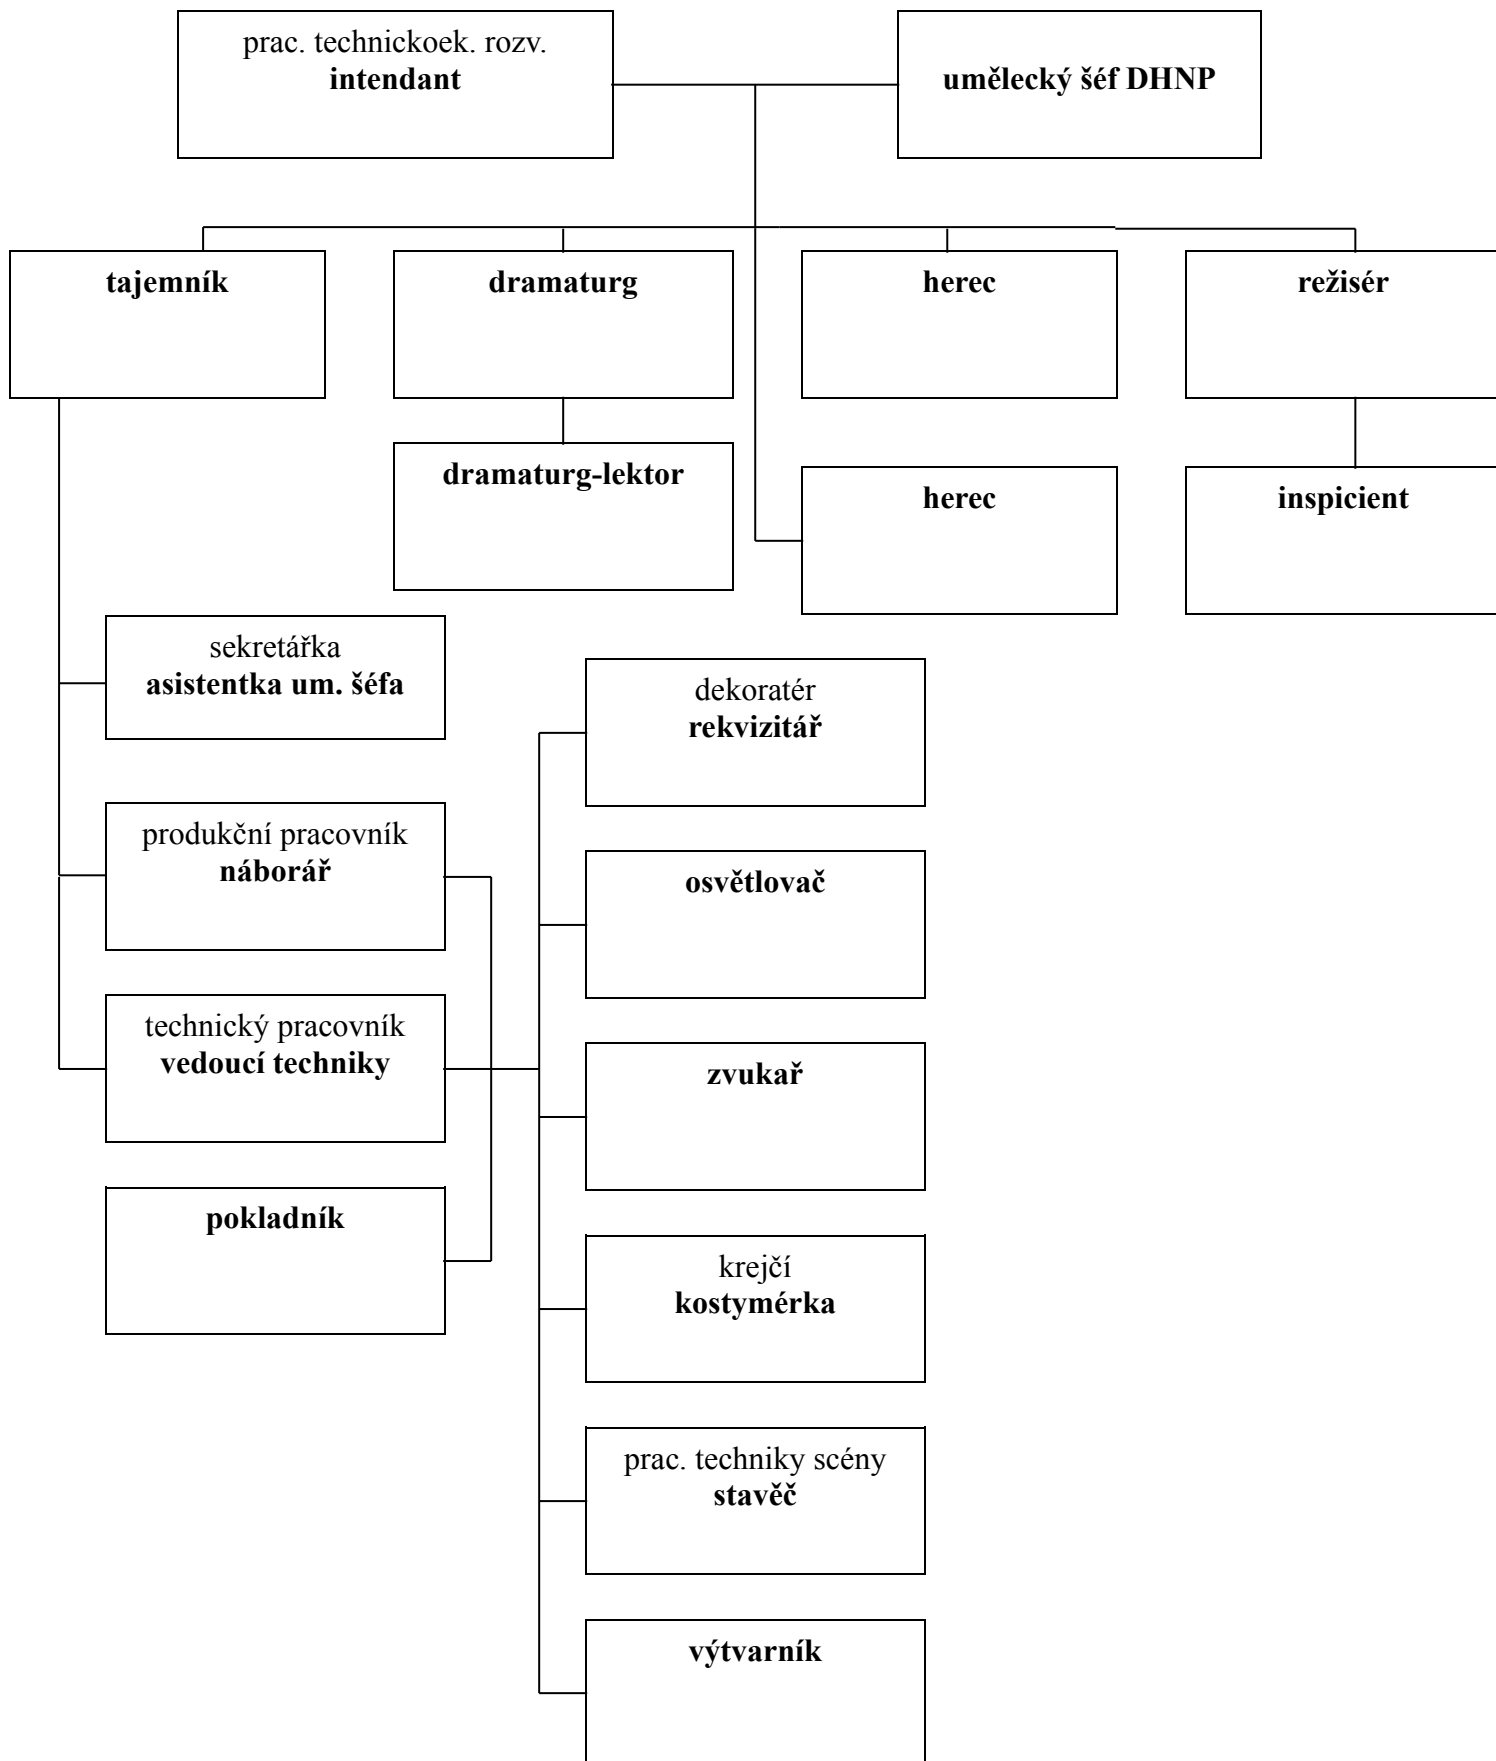 prac. technickoek. rozv.
intendant
umělecký šéf DHNP
tajemník
dramaturg
herec
režisér
dramaturg-lektor
herec
inspicient
sekretářka
asistentka um. šéfa
dekoratér
rekvizitář
produkční pracovník
náborář
osvětlovač
technický pracovník
vedoucí techniky
zvukař
pokladník
krejčí
kostymérka
prac. techniky scény
stavěč
výtvarník